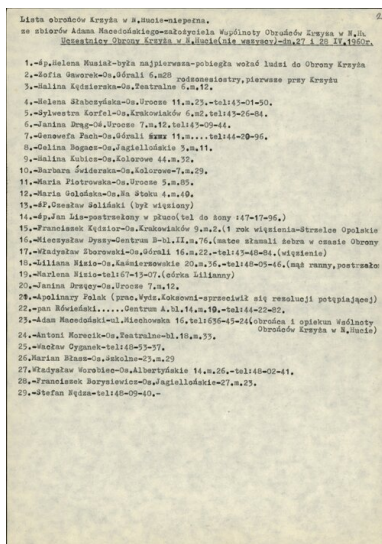 Lista obrońców Krzyża w N.Hucie-niepełna.
ze zbiorów Adama Macedońskiego-założyciela Wspólnoty Obrońców Krzyża w N.H.
Uczestnicy Obrony Krzyża w N.Hucie(nie wszyscy)-dn.27 i 28 IV.1960r.
1.-śp.Helena Musiał-była najpierwsza-pobiegła wołać ludzi do Obrony Krzyża
2.-Zofia Gaworek-Os.Górali 6.m28
rodzone siostry,pierwsze przy Krzyżu
3.-Halina Kędzierska-Os.Teatralne 6.m.12.
4.-Helena Słabczyńska-Os.Urocze 11.m.23.-tel:43-01-50.
5.-Sylwestra Korfel-Os.Krakowiaków 6.m2.tel:43-26-84.
6.-Janina Drąg-Oś.Urocze 7.m.12.tel:43-09-44.
7.-Genowefa Pach-Os.Górali 11.m....tel:44-20-96.
8.-Celina Bogacz-Os.Jagiellońskie 3.m.11.
9.-Halina Kubicz-Os.Kolorowe 44.m.32.
10.-Barbara Świderska-Os.Kolorowe-7.m.29.
11.-Maria Piotrowska-Os.Urocze 5.m.85.
12.-Maria Golońska-Os.Na Stoku 4.m.40.
13.-śP.Czesław Soliński (był więziony)
14.-śp.Jan Lis-postrzelony w płuco(tel do żony :47-17-96.)
15.-Franciszek Kędzior-Os.Krakowiaków 9.m.2.(1 rok więzienia-Strzelce Opolskie
16.-Mieczysław Dyszy-Centrum B-bl.II.m.76.(matce złamali żebra w czasie Obrony
17.-Władysław Zborowski-Os.Górali 16.m.22.-tel:43-48-84.(więzienie)
18.-Liliana Nizio-Os.Kaźmierzowskie 20.m.36.-tel:48-05-46.(mąż ranny,postrzelo
19.-Marlena Nizio-tel:67-13-07.(córka Lilianny)
20.-Janina Drzęcy-Os.Urocze 7.m.12.
21.-Apolinary Polak (prac.Wydz.Koksowni-sprzeciwił się rezolucji potępiającej)
22.-pan Równiński......Centrum A.bl.14.m.10.-tel:44-22-82.
23.-Adam Macedoński-ul.Miechowska 16.tel:636-45-24(obrońca i opiekun Wsólnoty
Obrońców Krzyża w N.Hucie)
24.-Antoni Morezik-Os.Teatralne-bl.18.m.33.
25.-Wacław Cyganek-tel:48-53-37.
26.Marian Błasz-Os.Szkolne-23.m.29
27.Władysław Worobiec-Os.Albertyńskie 14.m.26.-tel:48-02-41.
28.-Franciszek Borysiewicz-Os.Jagiellońskie-27.m.23.
29.-Stefan Nędza-tel:48-09-40.-